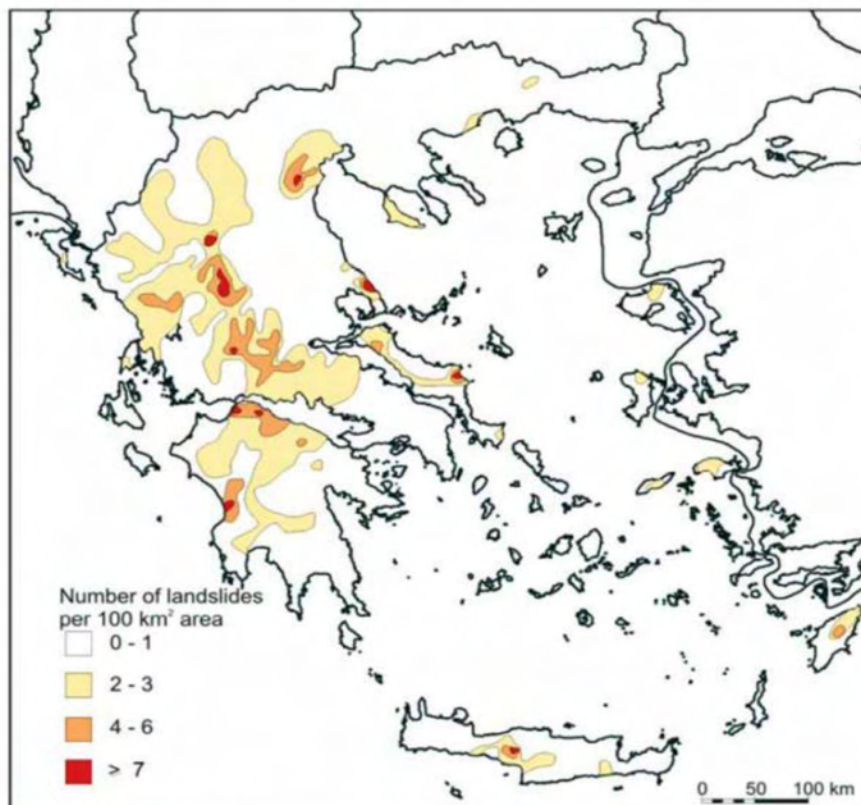 Number of landslides
per 100 km² area
0 - 1
2 - 3
4 - 6
> 7
0 50 100 km